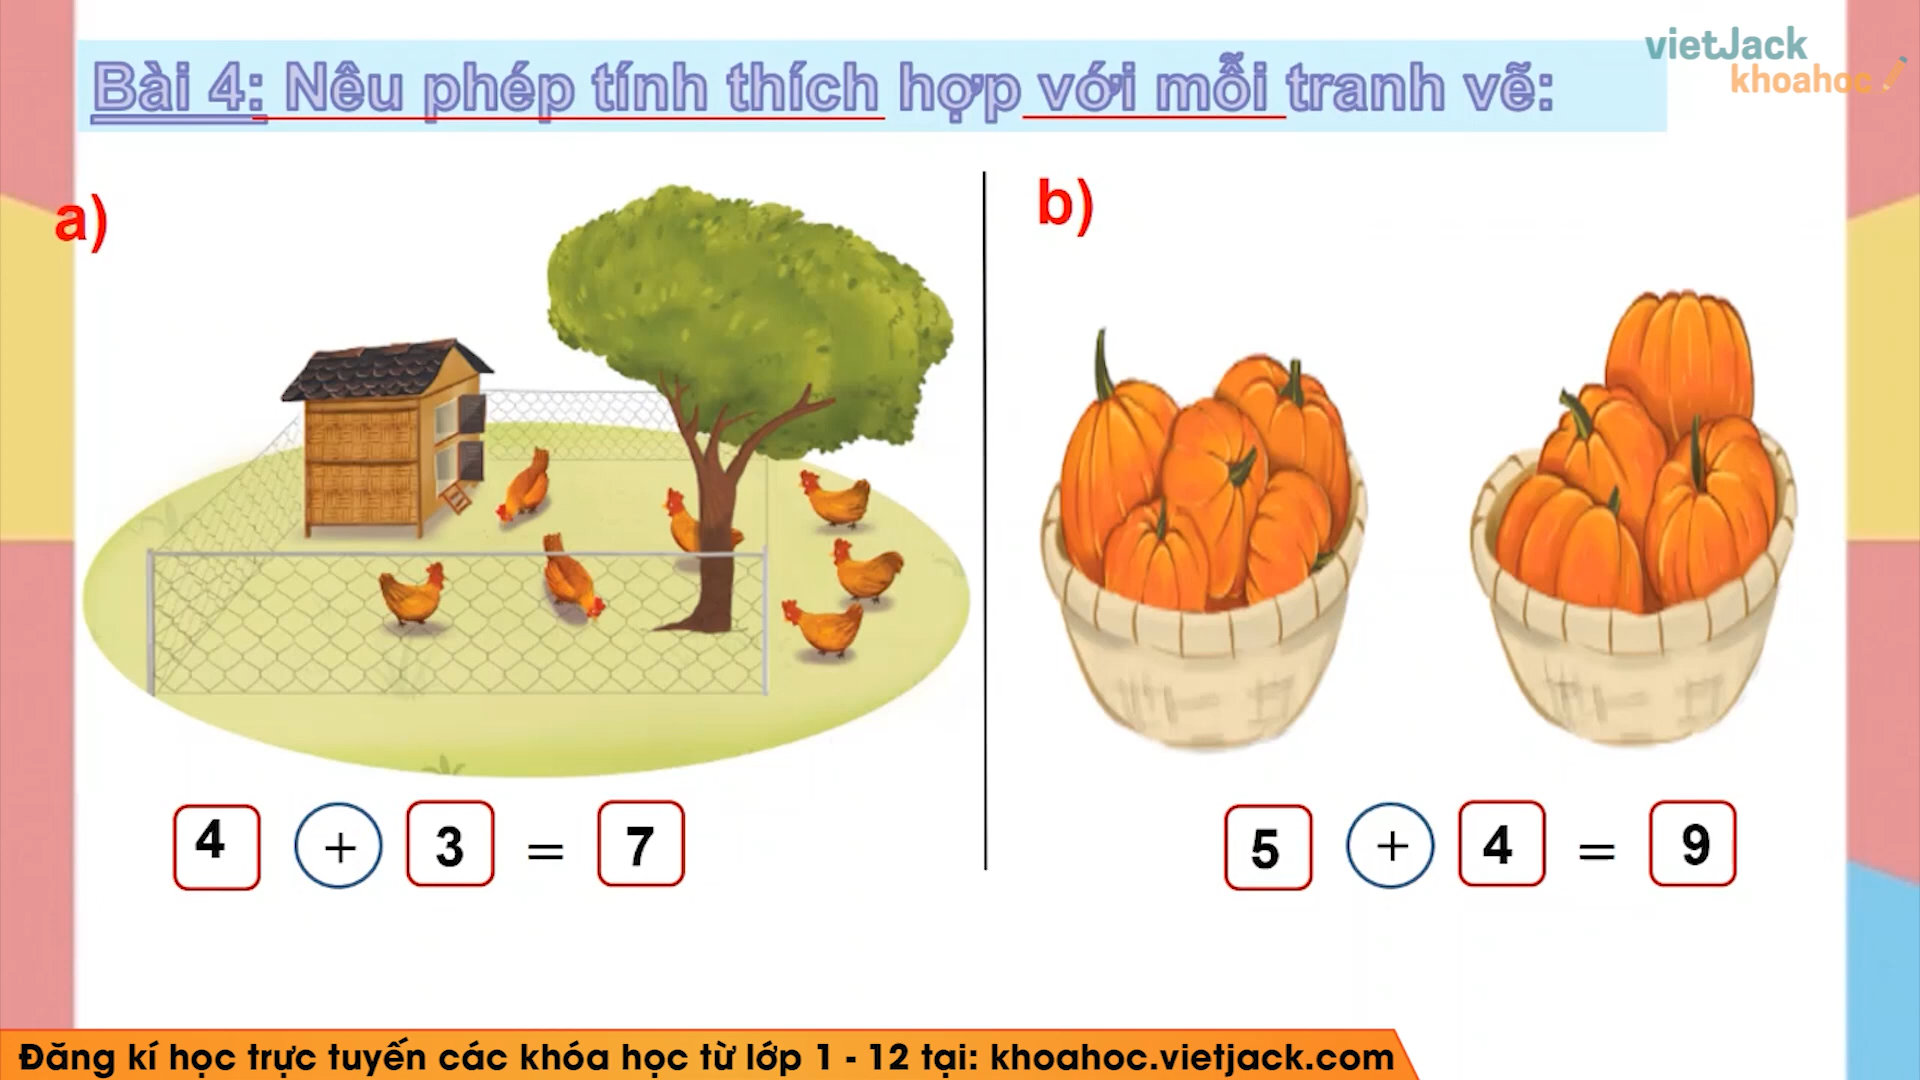 vietJack
khoahoc
Bài 4: Nêu phép tính thích hợp với mỗi tranh vẽ:
a)
b)
4 + 3 = 7
5 + 4 = 9
Đăng kí học trực tuyến các khóa học từ lớp 1 - 12 tại: khoahoc.vietjack.com